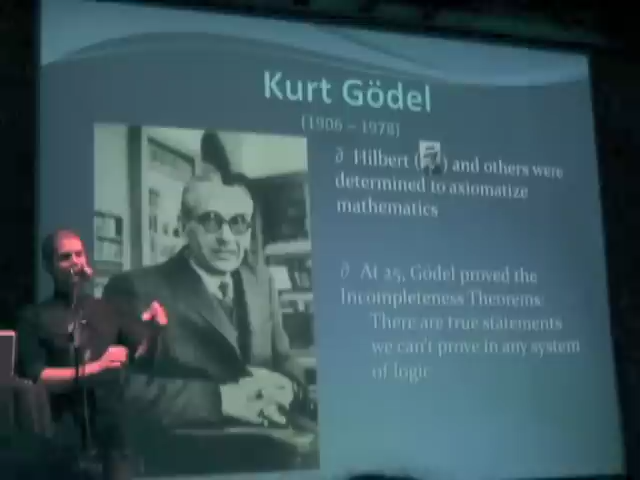 Kurt Gödel
(1906 – 1978)
∂ Hilbert ( ) and others were
determined to axiomatize
mathematics
∂ At 25, Gödel proved the
Incompleteness Theorems:
There are true statements
we can't prove in any system
of logic